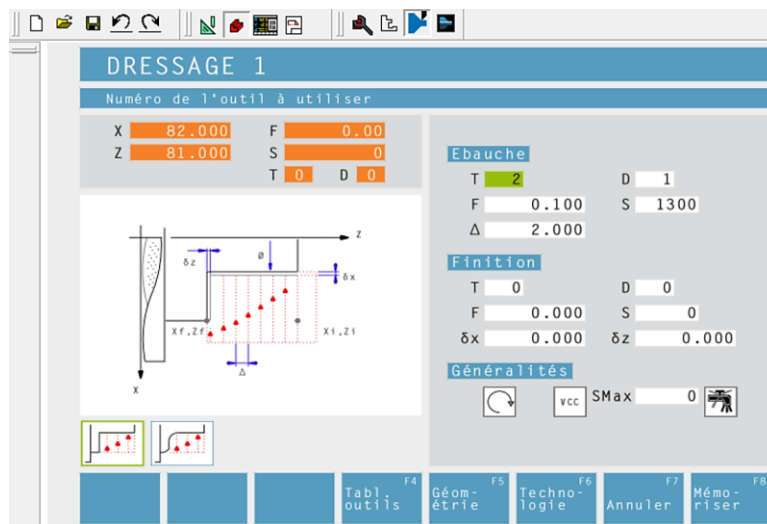 DRESSAGE 1
Numéro de l'outil à utiliser
X 82.000 F 0.00
Z 81.000 S 0
T 0 D 0
Ebauche
T 2 D 1
F 0.100 S 1300
Δ 2.000
Finition
T 0 D 0
F 0.000 S 0
δx 0.000 δz 0.000
Généralités
vcc SMax 0
Z
δz
ø
δx
Xf,Zf
Xi,Zi
Δ
X
F4
Tabl.
outils
F5
Géom-
étrie
F6
Techno-
logie
F7
Annuler
F8
Mémo-
riser